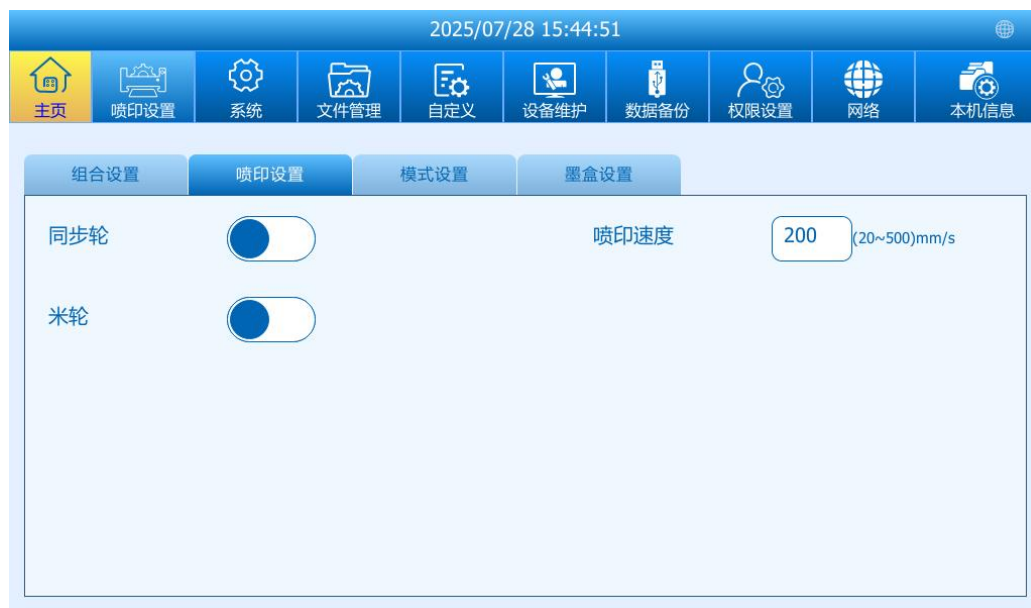 2025/07/28 15:44:51
主页 喷印设置 系统 文件管理 自定义 设备维护 数据备份 权限设置 网络 本机信息
组合设置 喷印设置 模式设置 墨盒设置
同步轮 喷印速度 200 (20~500)mm/s
米轮